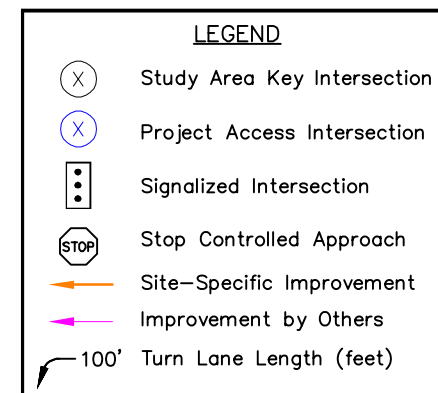 LEGEND
X Study Area Key Intersection
X Project Access Intersection
Signalized Intersection
STOP Stop Controlled Approach
Site-Specific Improvement
Improvement by Others
100' Turn Lane Length (feet)